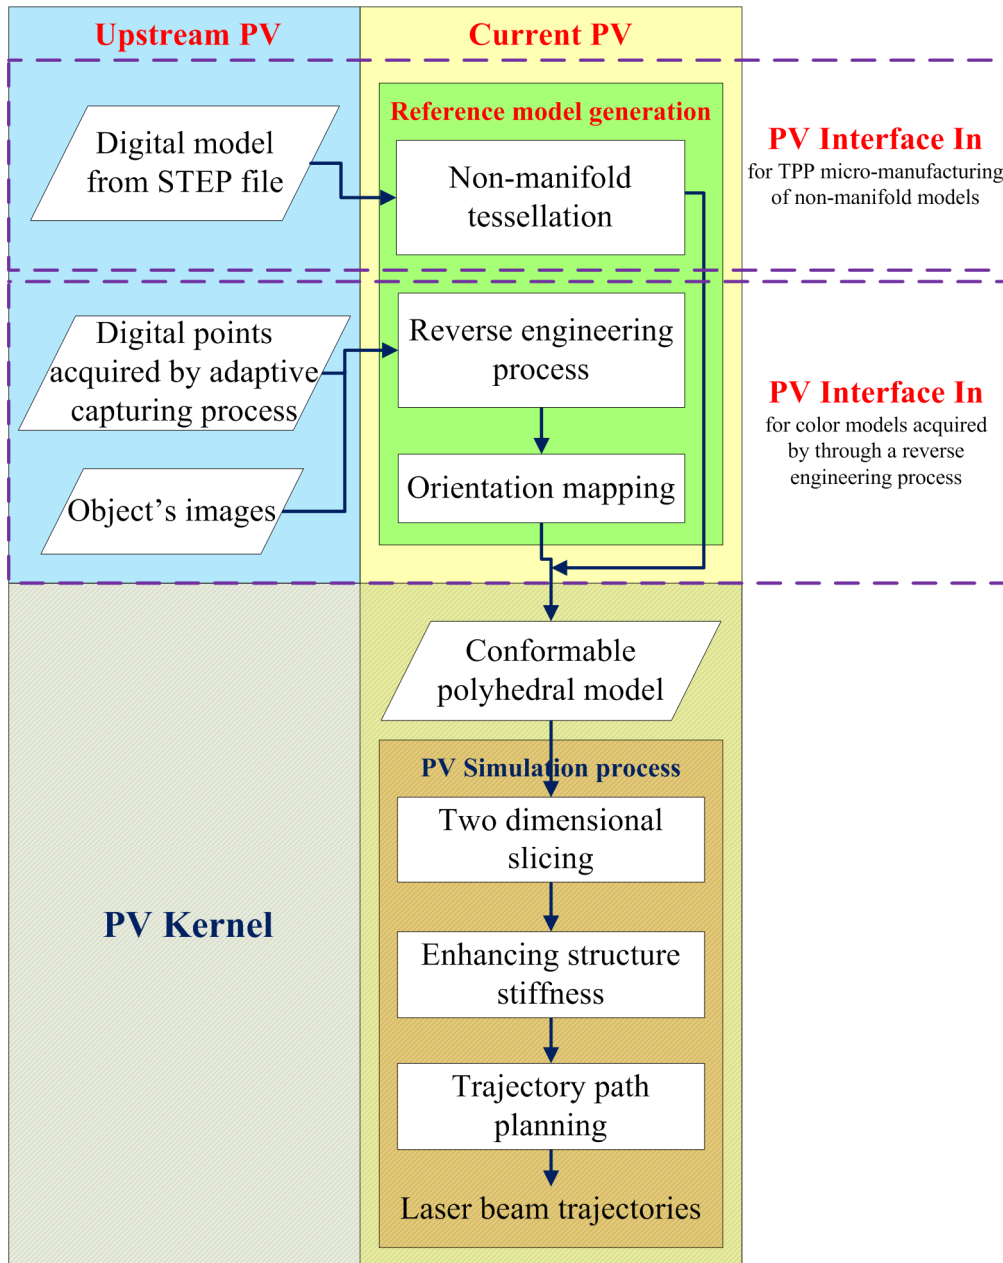 Upstream PV
Current PV
Reference model generation
Digital model
from STEP file
Non-manifold
tessellation
PV Interface In
for TPP micro-manufacturing
of non-manifold models
Digital points
acquired by adaptive
capturing process
Reverse engineering
process
PV Interface In
for color models acquired
by through a reverse
engineering process
Object's images
Orientation mapping
Conformable
polyhedral model
PV Simulation process
Two dimensional
slicing
PV Kernel
Enhancing structure
stiffness
Trajectory path
planning
Laser beam trajectories